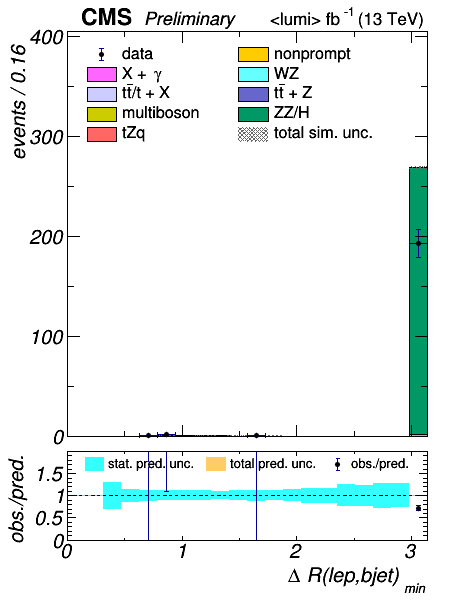 CMS Preliminary <lumi> fb⁻¹ (13 TeV)
events / 0.16
400
300
200
100
0
data
nonprompt
X + γ
WZ
tt̄/t + X
tt̄ + Z
multiboson
ZZ/H
tZq
total sim. unc.
obs./pred.
1.5
1
0.5
0
stat. pred. unc.
total pred. unc.
obs./pred.
0 1 2 3
Δ R(lep,bjet)min